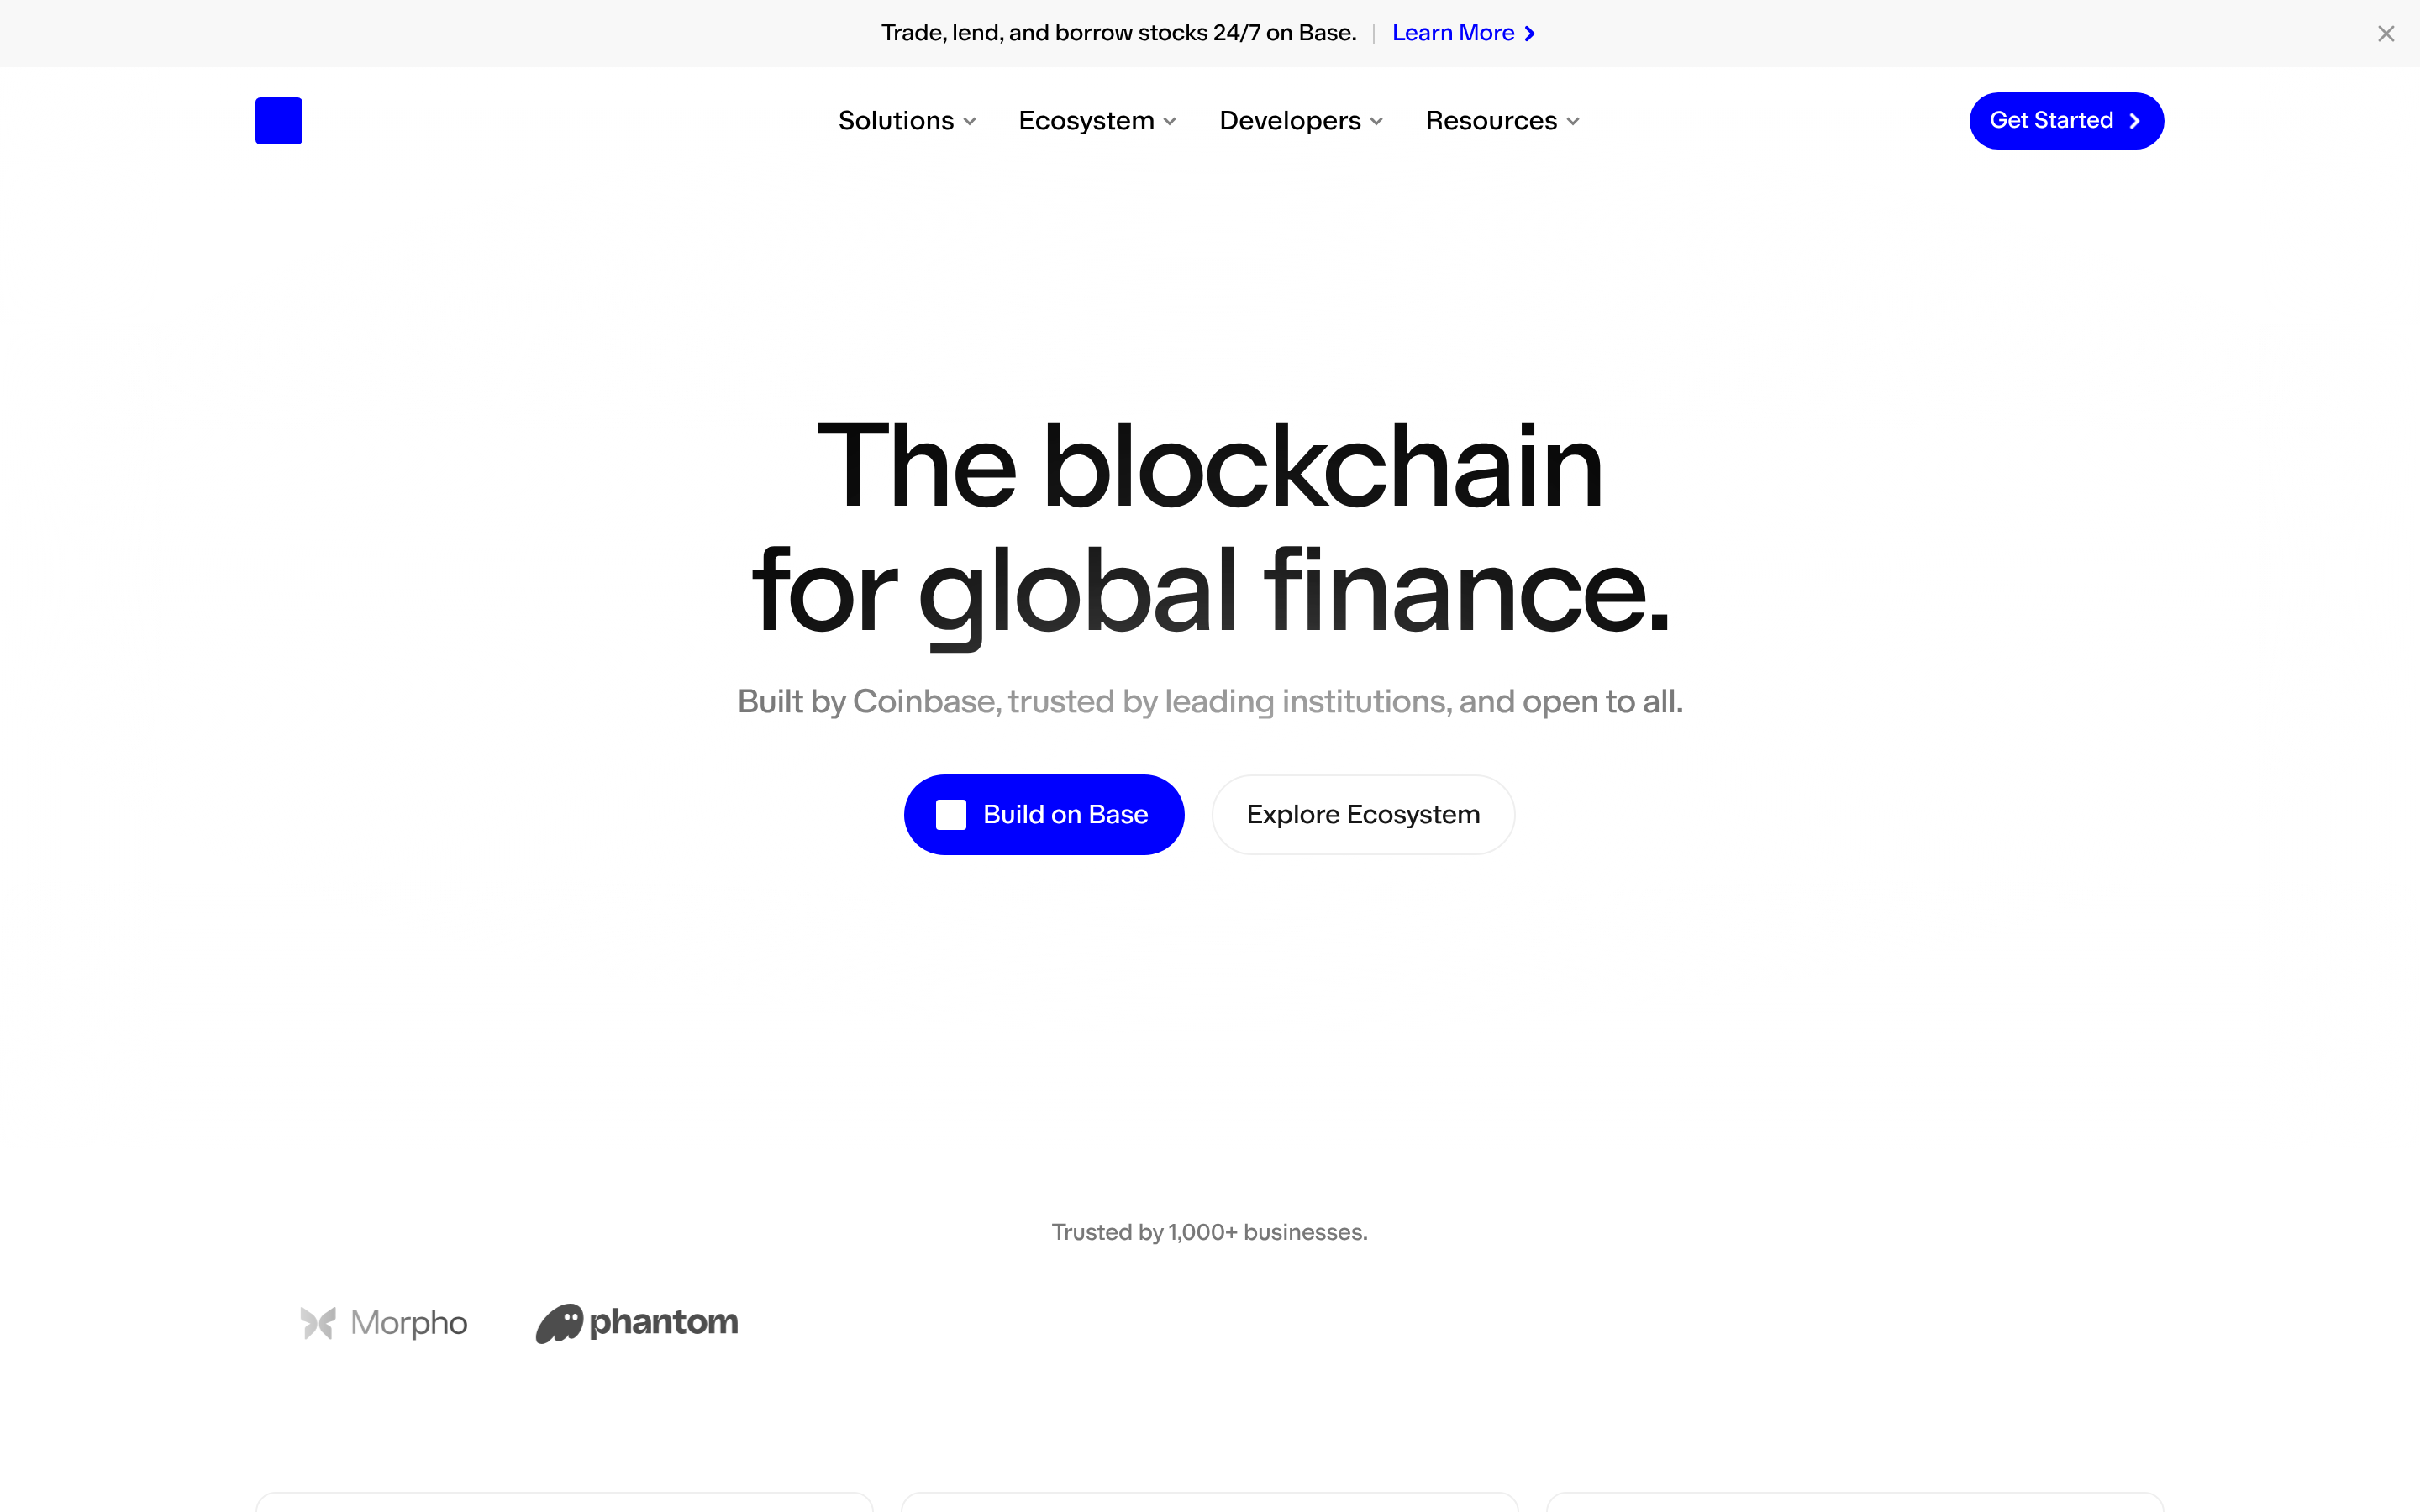 Trade, lend, and borrow stocks 24/7 on Base. | Learn More
Solutions Ecosystem Developers Resources Get Started
The blockchain
for global finance.
Built by Coinbase, trusted by leading institutions, and open to all.
Build on Base Explore Ecosystem
Trusted by 1,000+ businesses.
Morpho phantom